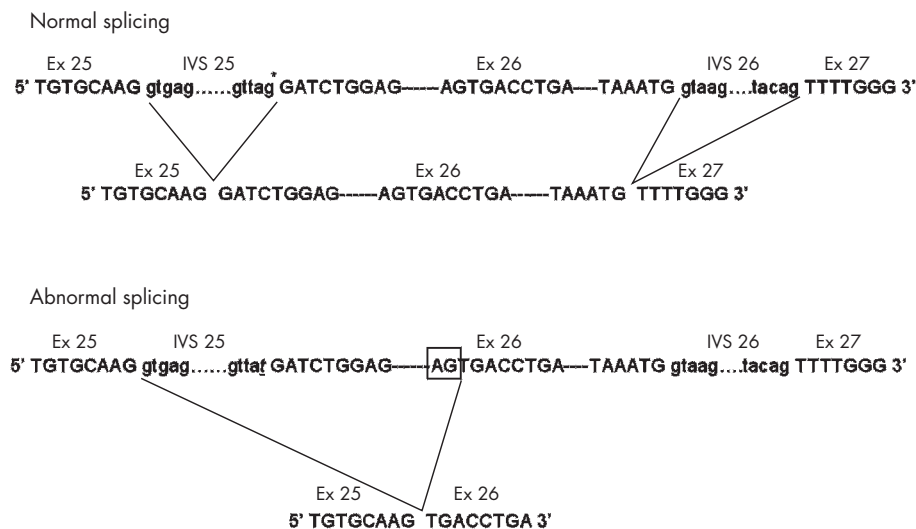 Normal splicing
Ex 25 IVS 25 Ex 26 IVS 26 Ex 27
5' TGTGCAAG gtgag......gttag* GATCTGGAG------AGTGACCTGA----TAAATG gtaag....tacag TTTTGGG 3'
Ex 25 Ex 26 Ex 27
5' TGTGCAAG GATCTGGAG------AGTGACCTGA------TAAATG TTTTGGG 3'
Abnormal splicing
Ex 25 IVS 25 Ex 26 IVS 26 Ex 27
5' TGTGCAAG gtgag......gttat GATCTGGAG------AGTGACCTGA----TAAATG gtaag....tacag TTTTGGG 3'
Ex 25 Ex 26
5' TGTGCAAG TGACCTGA 3'